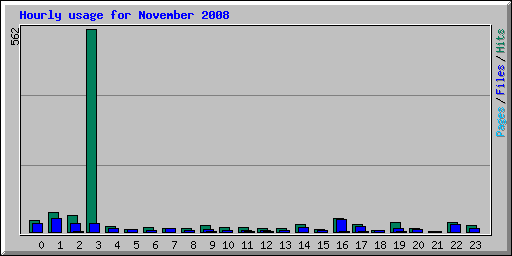 Hourly usage for November 2008
562
Pages/Files/Hits
0 1 2 3 4 5 6 7 8 9 10 11 12 13 14 15 16 17 18 19 20 21 22 23